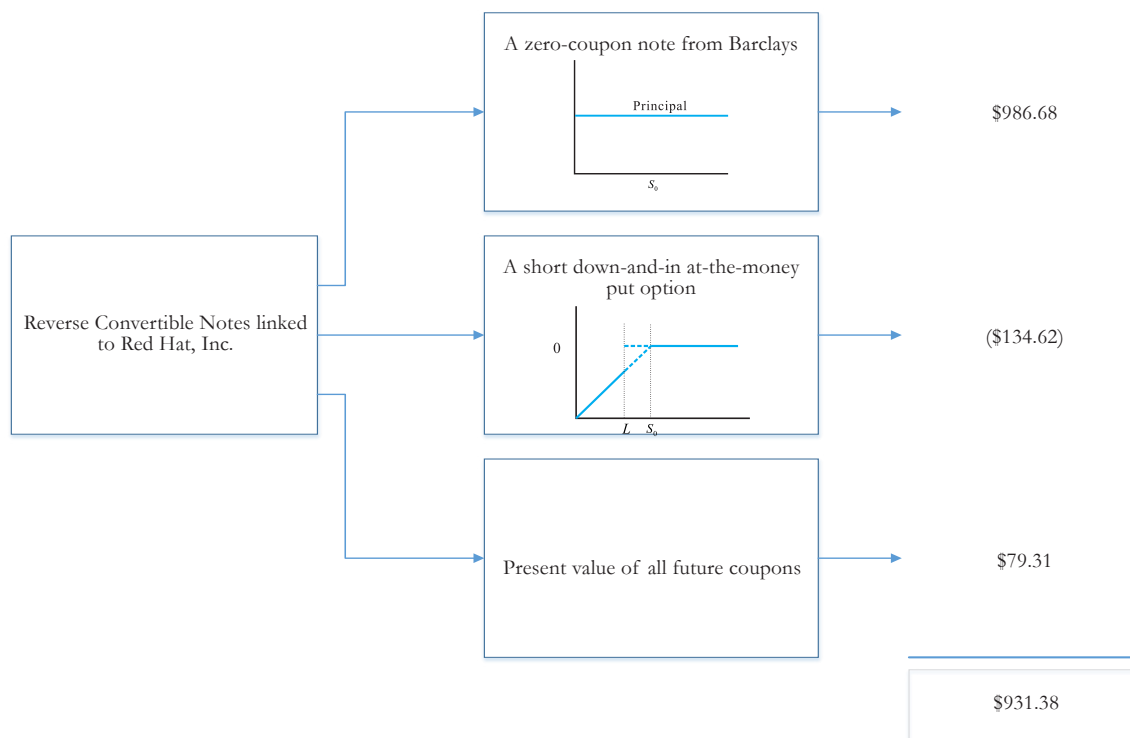 A zero-coupon note from Barclays
Principal
S₀
$986.68
Reverse Convertible Notes linked
to Red Hat, Inc.
A short down-and-in at-the-money
put option
0
L S₀
($134.62)
Present value of all future coupons
$79.31
$931.38